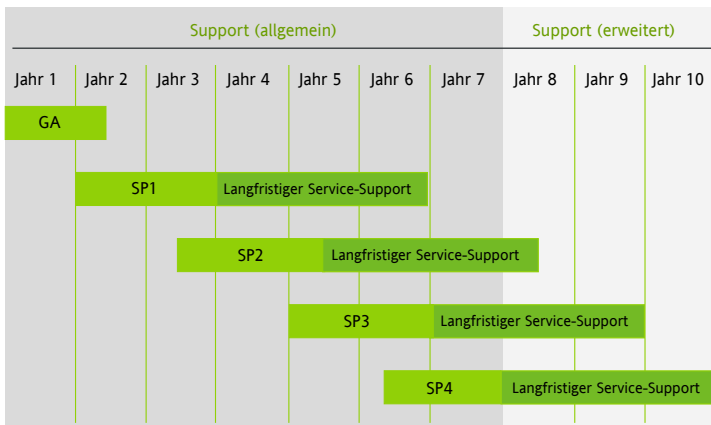 Support (allgemein) Support (erweitert)
Jahr 1 Jahr 2 Jahr 3 Jahr 4 Jahr 5 Jahr 6 Jahr 7 Jahr 8 Jahr 9 Jahr 10
GA
SP1 Langfristiger Service-Support
SP2 Langfristiger Service-Support
SP3 Langfristiger Service-Support
SP4 Langfristiger Service-Support